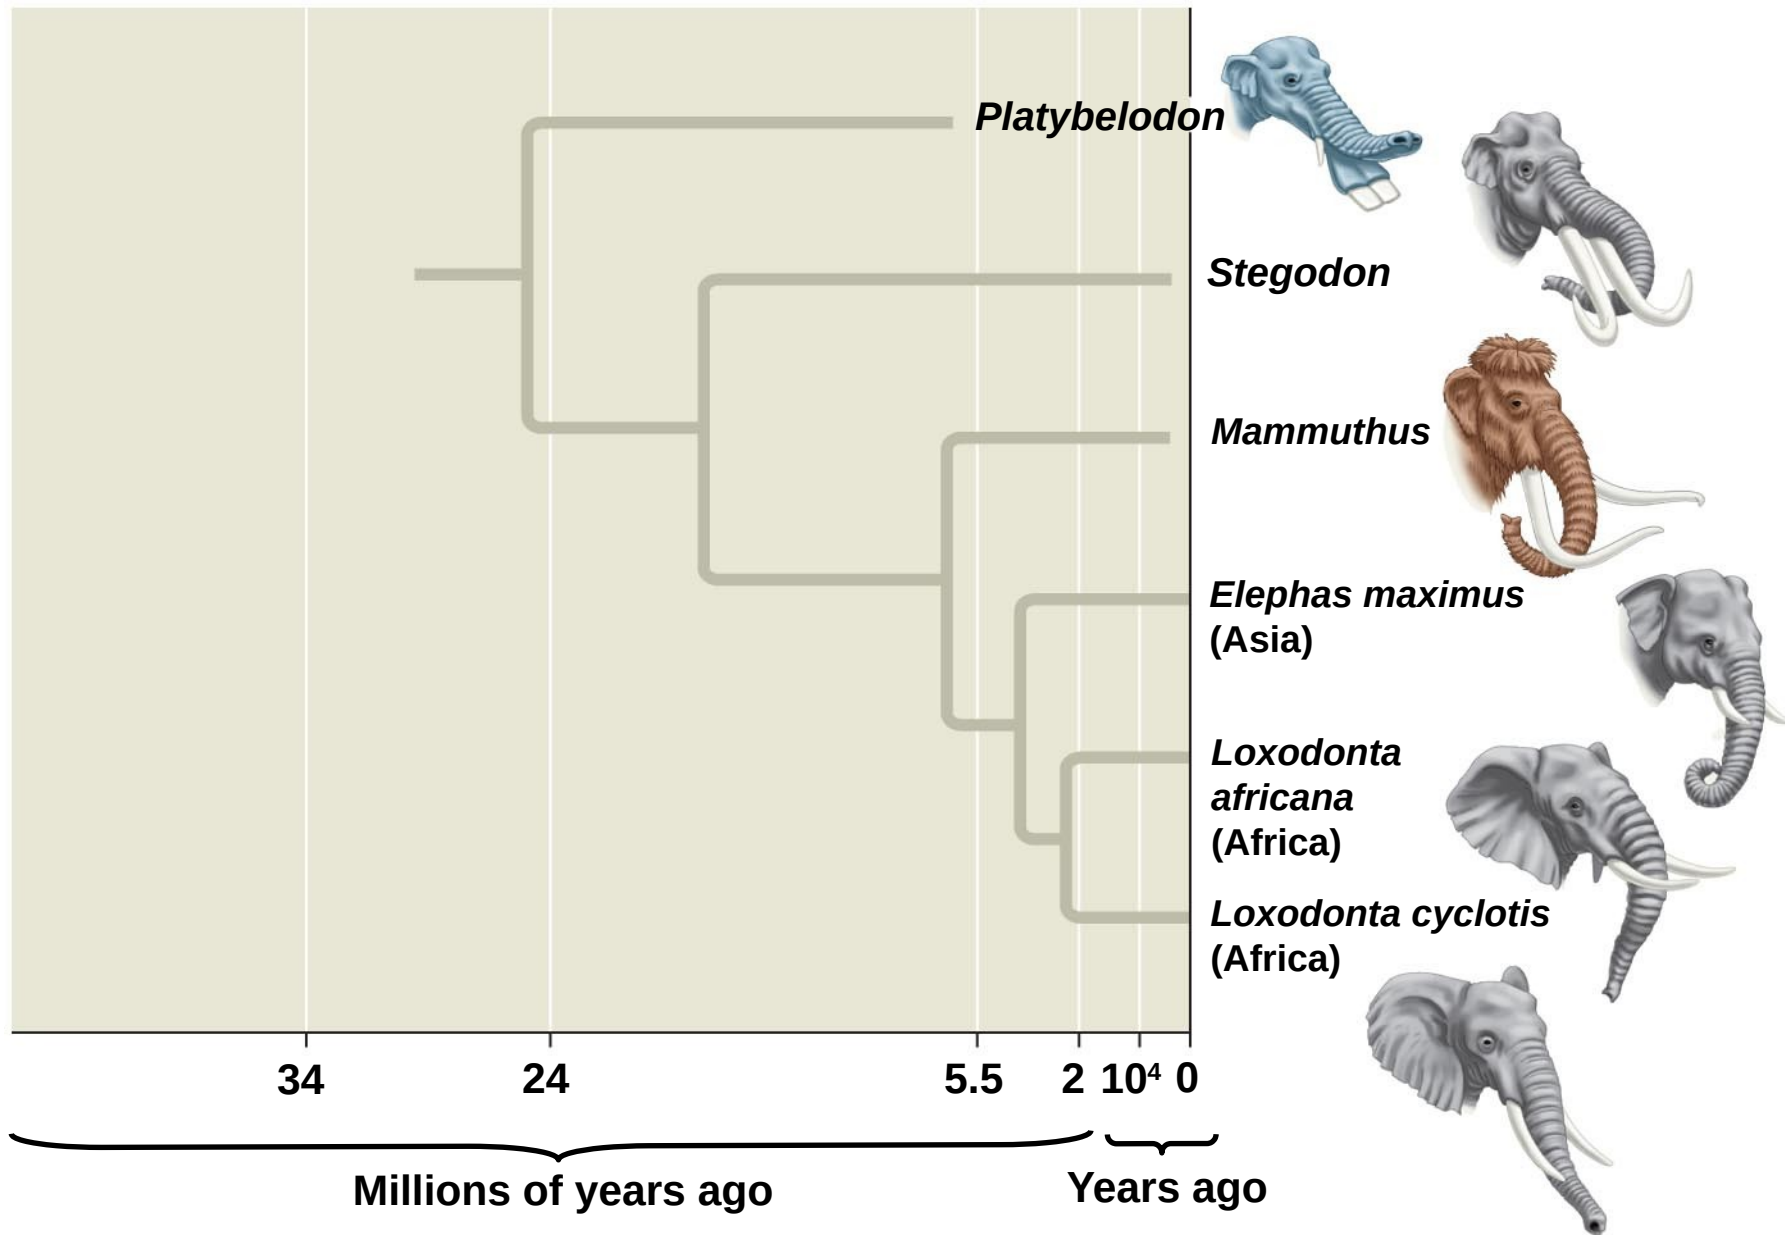 Platybelodon
Stegodon
Mammuthus
Elephas maximus
(Asia)
Loxodonta
africana
(Africa)
Loxodonta cyclotis
(Africa)
34 24 5.5 2 10⁴ 0
Millions of years ago
Years ago